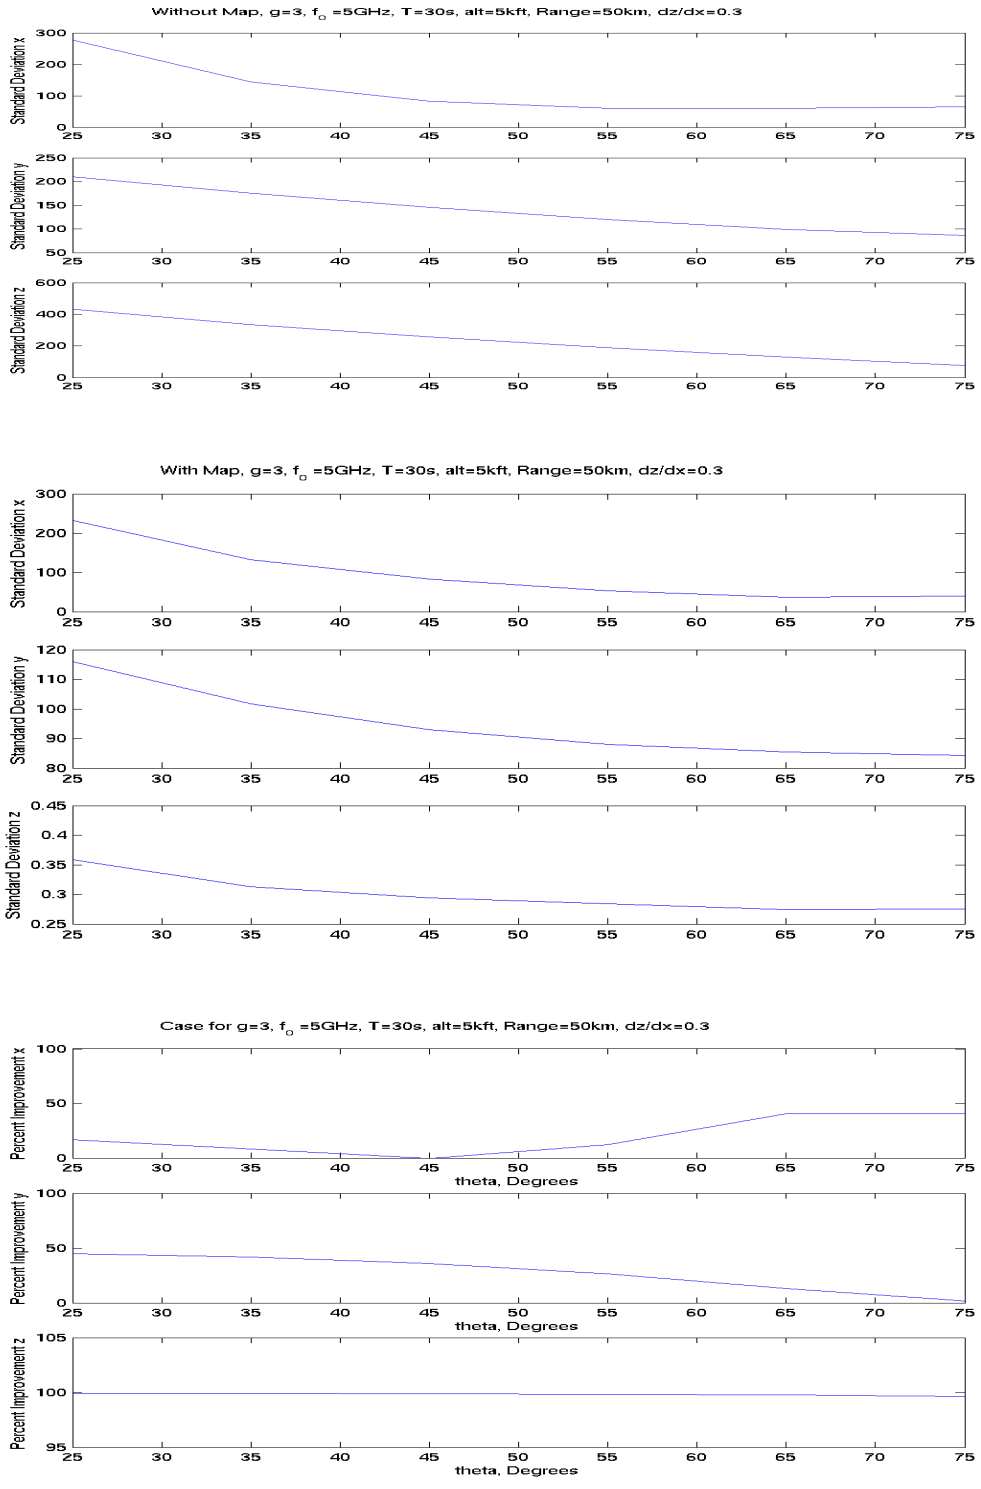 Without Map, g=3, fo =5GHz, T=30s, alt=5kft, Range=50km, dz/dx=0.3
Standard Deviation x
300
200
100
0
25 30 35 40 45 50 55 60 65 70 75
Standard Deviation y
250
200
150
100
50
25 30 35 40 45 50 55 60 65 70 75
Standard Deviation z
600
400
200
0
25 30 35 40 45 50 55 60 65 70 75
With Map, g=3, fo =5GHz, T=30s, alt=5kft, Range=50km, dz/dx=0.3
Standard Deviation x
300
200
100
0
25 30 35 40 45 50 55 60 65 70 75
Standard Deviation y
120
110
100
90
80
25 30 35 40 45 50 55 60 65 70 75
Standard Deviation z
0.45
0.4
0.35
0.3
0.25
25 30 35 40 45 50 55 60 65 70 75
Case for g=3, fo =5GHz, T=30s, alt=5kft, Range=50km, dz/dx=0.3
Percent Improvement x
100
50
0
25 30 35 40 45 50 55 60 65 70 75
theta, Degrees
Percent Improvement y
100
50
0
25 30 35 40 45 50 55 60 65 70 75
theta, Degrees
Percent Improvement z
105
100
95
25 30 35 40 45 50 55 60 65 70 75
theta, Degrees